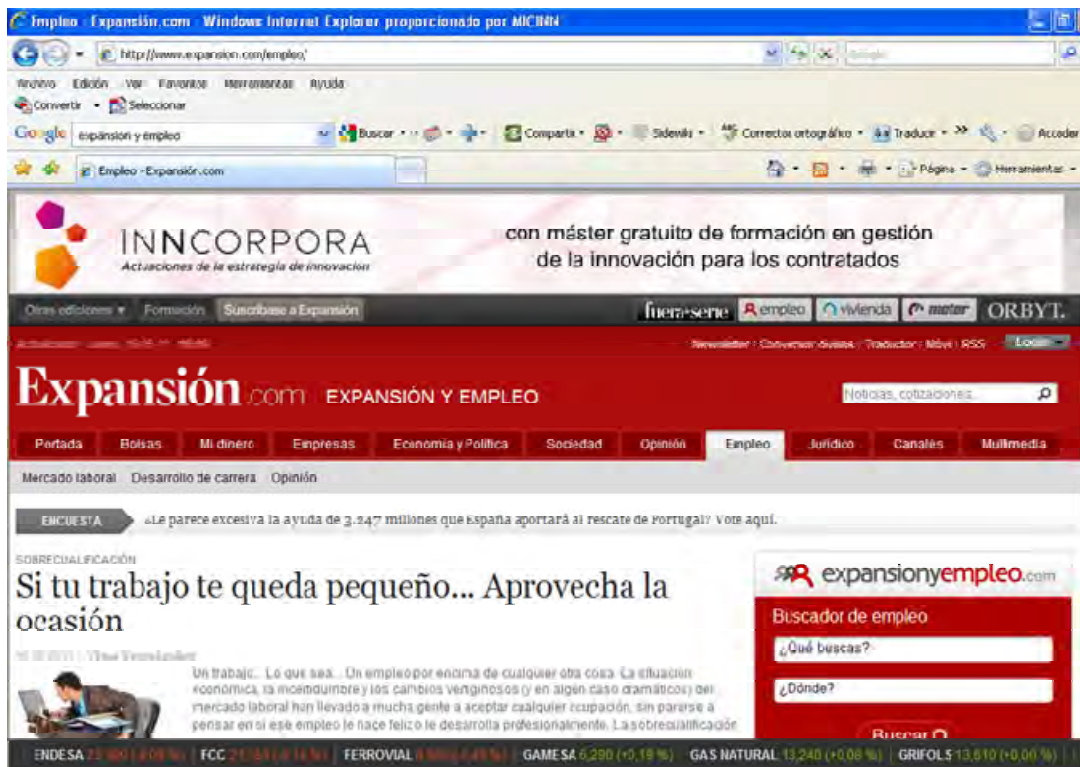 Empleo - Expansión.com - Windows Internet Explorer proporcionado por MICINN
http://www.expansion.com/empleo/
Archivo Edición Ver Favoritos Herramientas Ayuda
Convertir Seleccionar
Google expansion y empleo Buscar Compartir Sidewiki Corrector ortográfico Traducir Acceder
Empleo - Expansión.com Página Herramientas
INNCORPORA
Actuaciones de la estrategia de innovación
con máster gratuito de formación en gestión
de la innovación para los contratados
Otras ediciones Formación Suscríbase a Expansión fuera de serie empleo vivienda motor ORBYT.
Newsletter Conversor divisas Traductor Móvil RSS Login
Expansión.com EXPANSIÓN Y EMPLEO Noticias, cotizaciones...
Portada Bolsas Mi dinero Empresas Economía y Política Sociedad Opinión Empleo Jurídico Canales Multimedia
Mercado laboral Desarrollo de carrera Opinión
ENCUESTA ¿Le parece excesiva la ayuda de 3.247 millones que España aportará al rescate de Portugal? Vote aquí.
SOBRECUALIFICACIÓN
Si tu trabajo te queda pequeño... Aprovecha la
ocasión
Un trabajo... Lo que sea... Un empleo por encima de cualquier otra cosa. La situación
económica, la incertidumbre y los cambios vertiginosos (y en algún caso dramáticos) del
mercado laboral han llevado a mucha gente a aceptar cualquier ocupación, sin pararse a
pensar en si ese empleo le hace feliz o le desarrolla profesionalmente. La sobrecualificación
expansionyempleo.com
Buscador de empleo
¿Qué buscas?
¿Dónde?
Buscar
ENDESA FCC FERROVIAL GAMESA 6,290 (+0,19 %) GAS NATURAL 13,240 (+0,08 %) GRIFOLS 13,610 (+0,00 %)